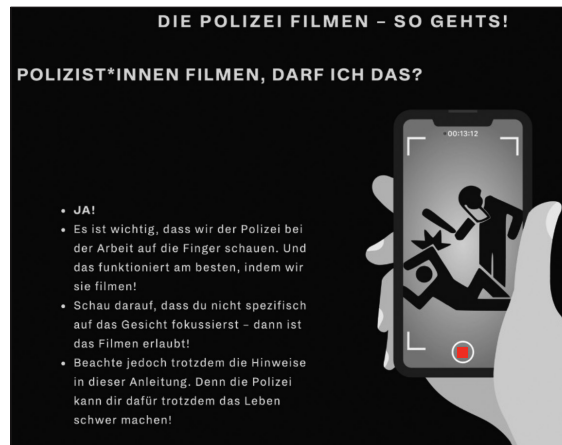 DIE POLIZEI FILMEN – SO GEHTS!
POLIZIST*INNEN FILMEN, DARF ICH DAS?
00:13:12
• JA!
• Es ist wichtig, dass wir der Polizei bei
der Arbeit auf die Finger schauen. Und
das funktioniert am besten, indem wir
sie filmen!
• Schau darauf, dass du nicht spezifisch
auf das Gesicht fokussierst – dann ist
das Filmen erlaubt!
• Beachte jedoch trotzdem die Hinweise
in dieser Anleitung. Denn die Polizei
kann dir dafür trotzdem das Leben
schwer machen!